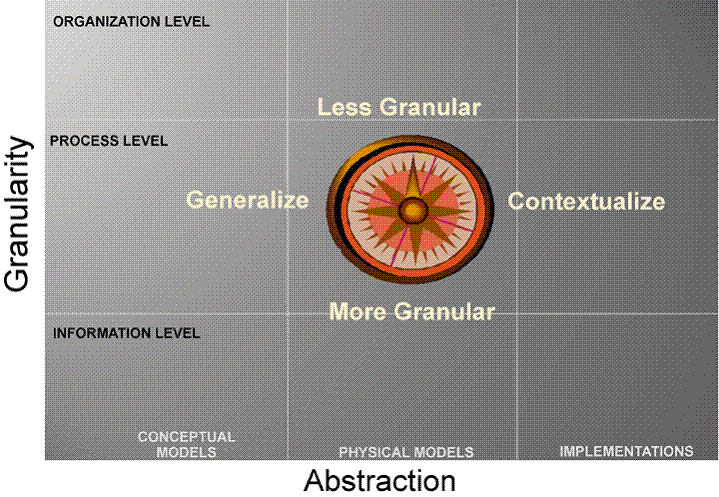 ORGANIZATION LEVEL
Less Granular
PROCESS LEVEL
Granularity
Generalize
Contextualize
More Granular
INFORMATION LEVEL
CONCEPTUAL
MODELS
PHYSICAL MODELS
IMPLEMENTATIONS
Abstraction